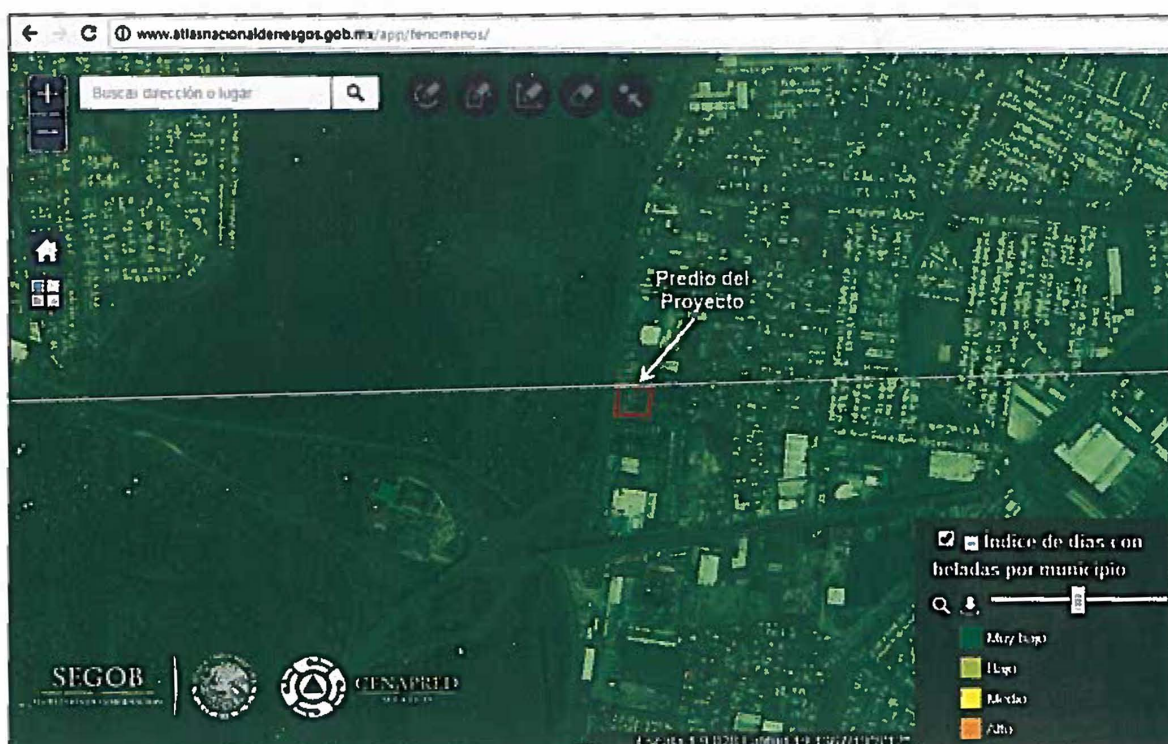 www.atlasnacionalderiesgos.gob.mx/app/fenomenos/
Buscar dirección o lugar
Predio del
Proyecto
Índice de días con
heladas por municipio
Muy bajo
Bajo
Medio
Alto
SEGOB
CENAPRED